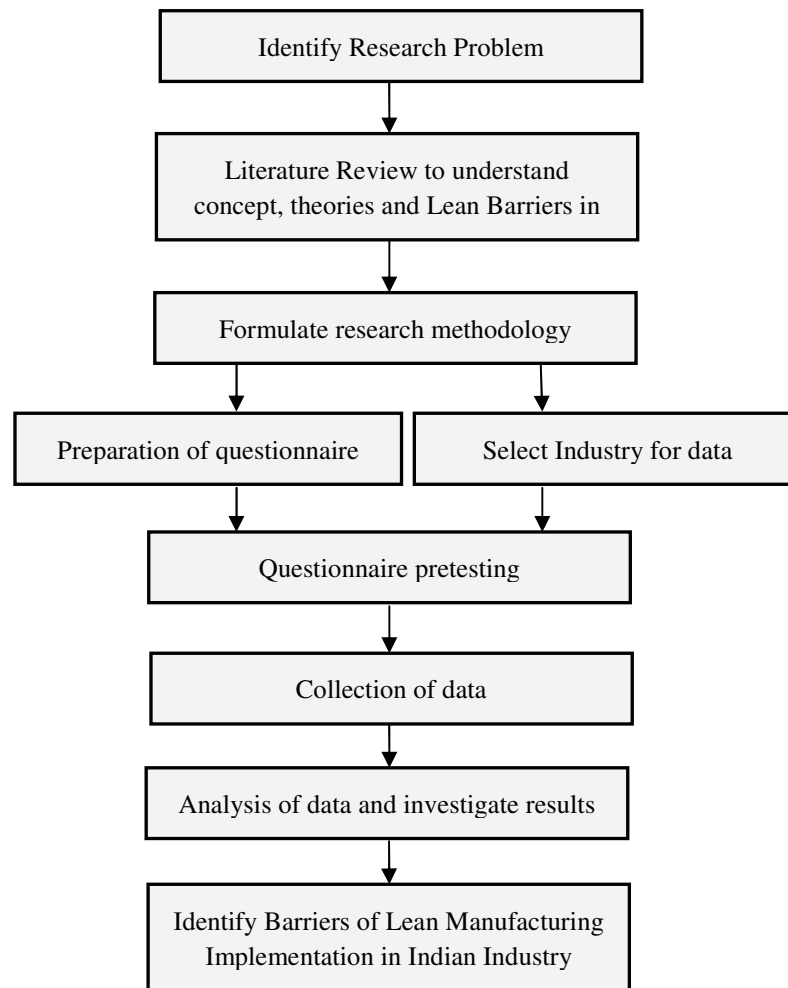 Identify Research Problem
Literature Review to understand
concept, theories and Lean Barriers in
Formulate research methodology
Preparation of questionnaire
Select Industry for data
Questionnaire pretesting
Collection of data
Analysis of data and investigate results
Identify Barriers of Lean Manufacturing
Implementation in Indian Industry